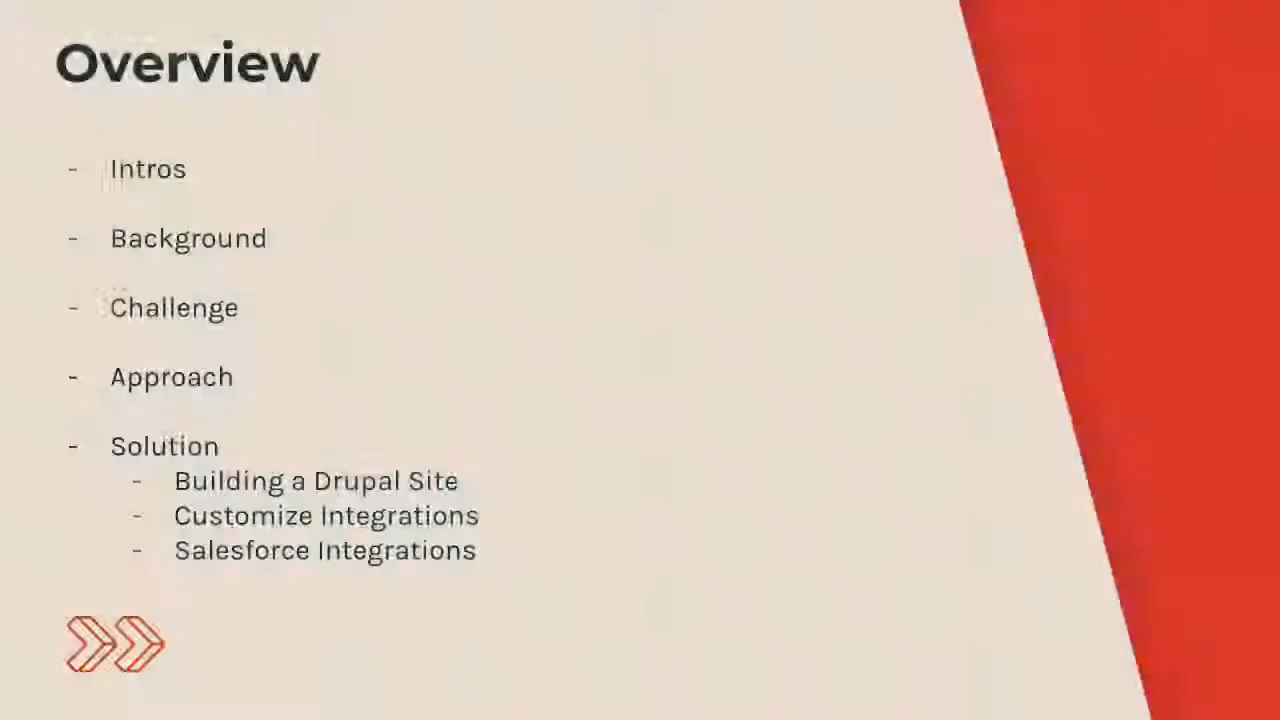 Overview
- Intros
- Background
- Challenge
- Approach
- Solution
- Building a Drupal Site
- Customize Integrations
- Salesforce Integrations